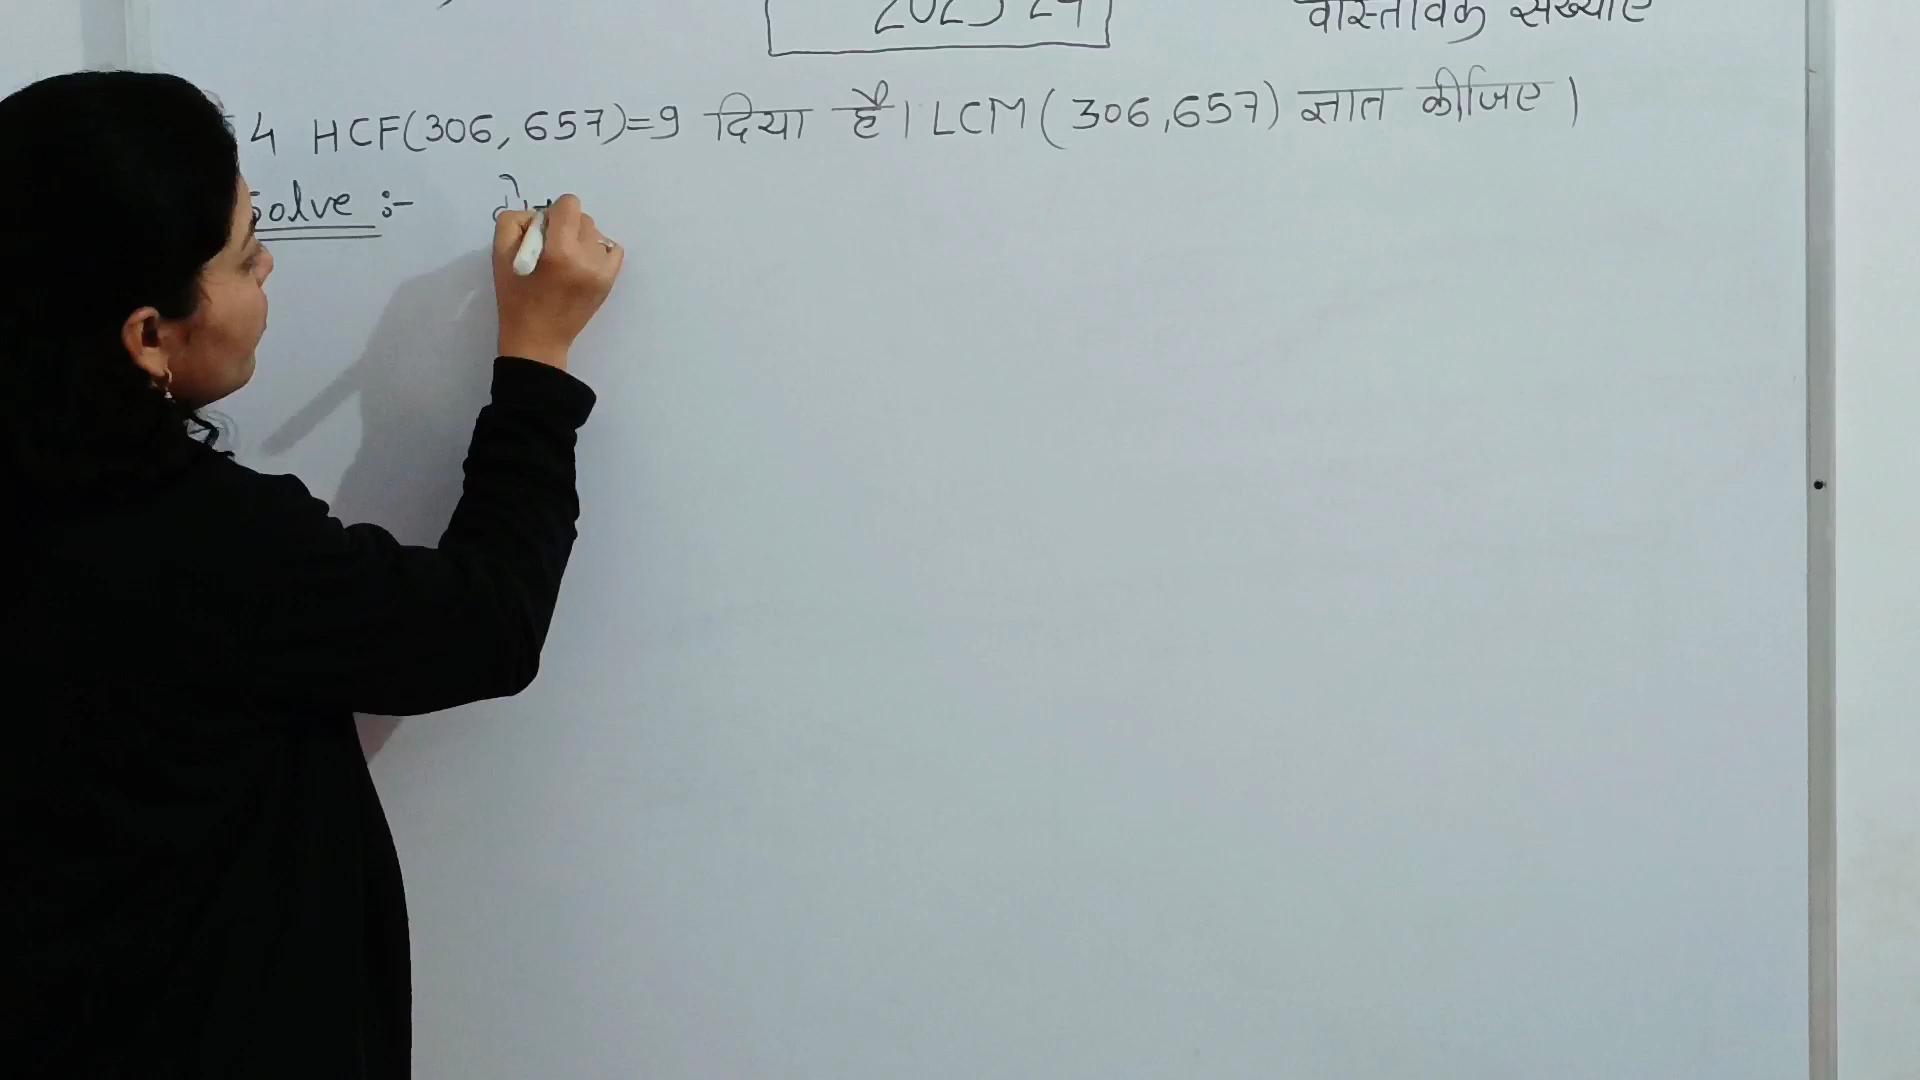 वास्तविक संख्याएँ
4 HCF(306, 657)=9 दिया है। LCM(306,657) ज्ञात कीजिए।
Solve :-